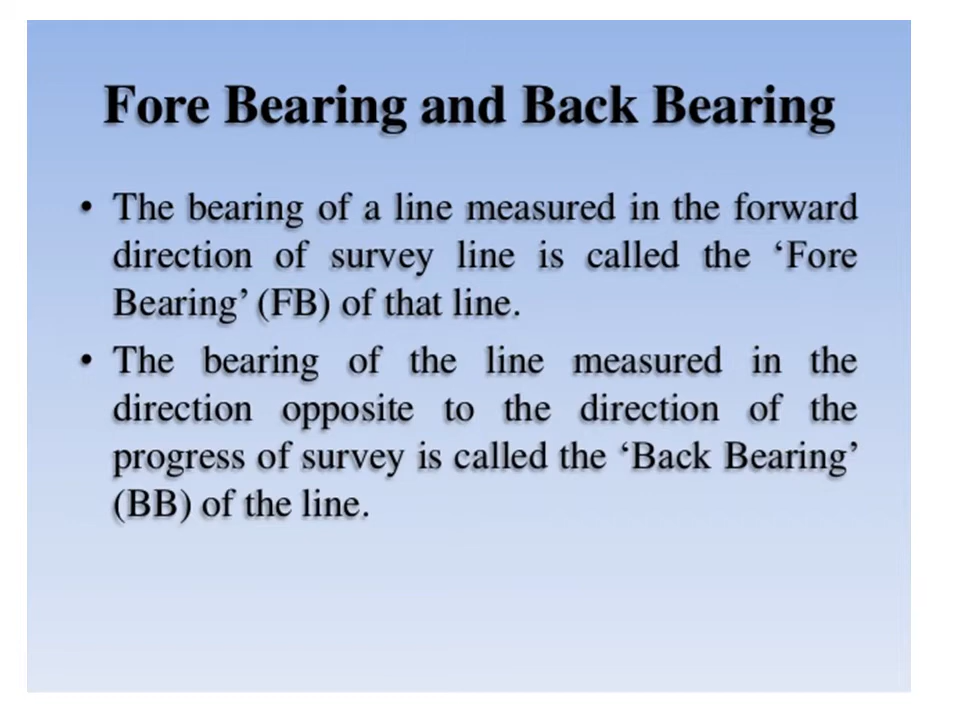 Fore Bearing and Back Bearing
• The bearing of a line measured in the forward
direction of survey line is called the ‘Fore
Bearing’ (FB) of that line.
• The bearing of the line measured in the
direction opposite to the direction of the
progress of survey is called the ‘Back Bearing’
(BB) of the line.